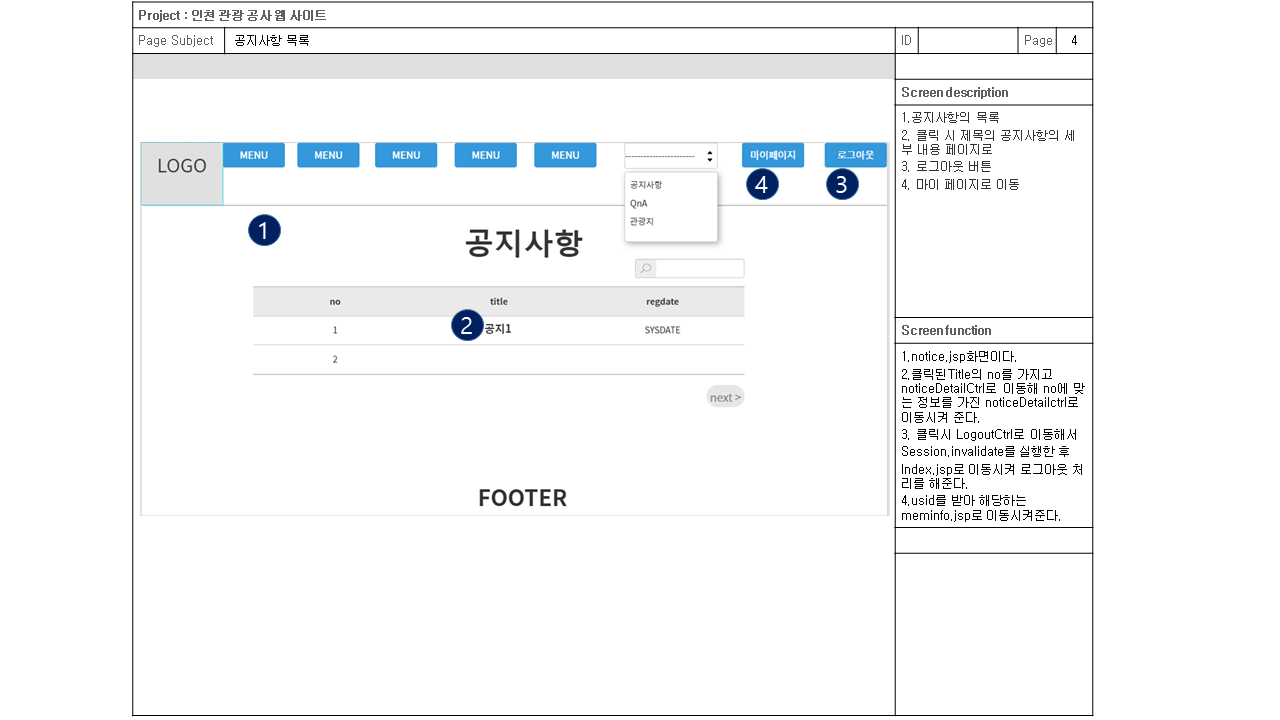 Project : 인천 관광 공사 웹 사이트
Page Subject 공지사항 목록 ID Page 4
Screen description
1.공지사항의 목록
2. 클릭 시 제목의 공지사항의 세
부 내용 페이지로
3. 로그아웃 버튼
4. 마이 페이지로 이동
LOGO MENU MENU MENU MENU MENU ----------------------- 마이페이지 로그아웃
4 3
공지사항
QnA
관광지
1
공지사항
no title regdate
1 2 공지1 SYSDATE
2
next >
FOOTER
Screen function
1.notice.jsp화면이다.
2.클릭된Title의 no를 가지고
noticeDetailCtrl로 이동해 no에 맞
는 정보를 가진 noticeDetailctrl로
이동시켜 준다.
3. 클릭시 LogoutCtrl로 이동해서
Session.invalidate를 실행한 후
Index.jsp로 이동시켜 로그아웃 처
리를 해준다.
4.usid를 받아 해당하는
meminfo.jsp로 이동시켜준다.